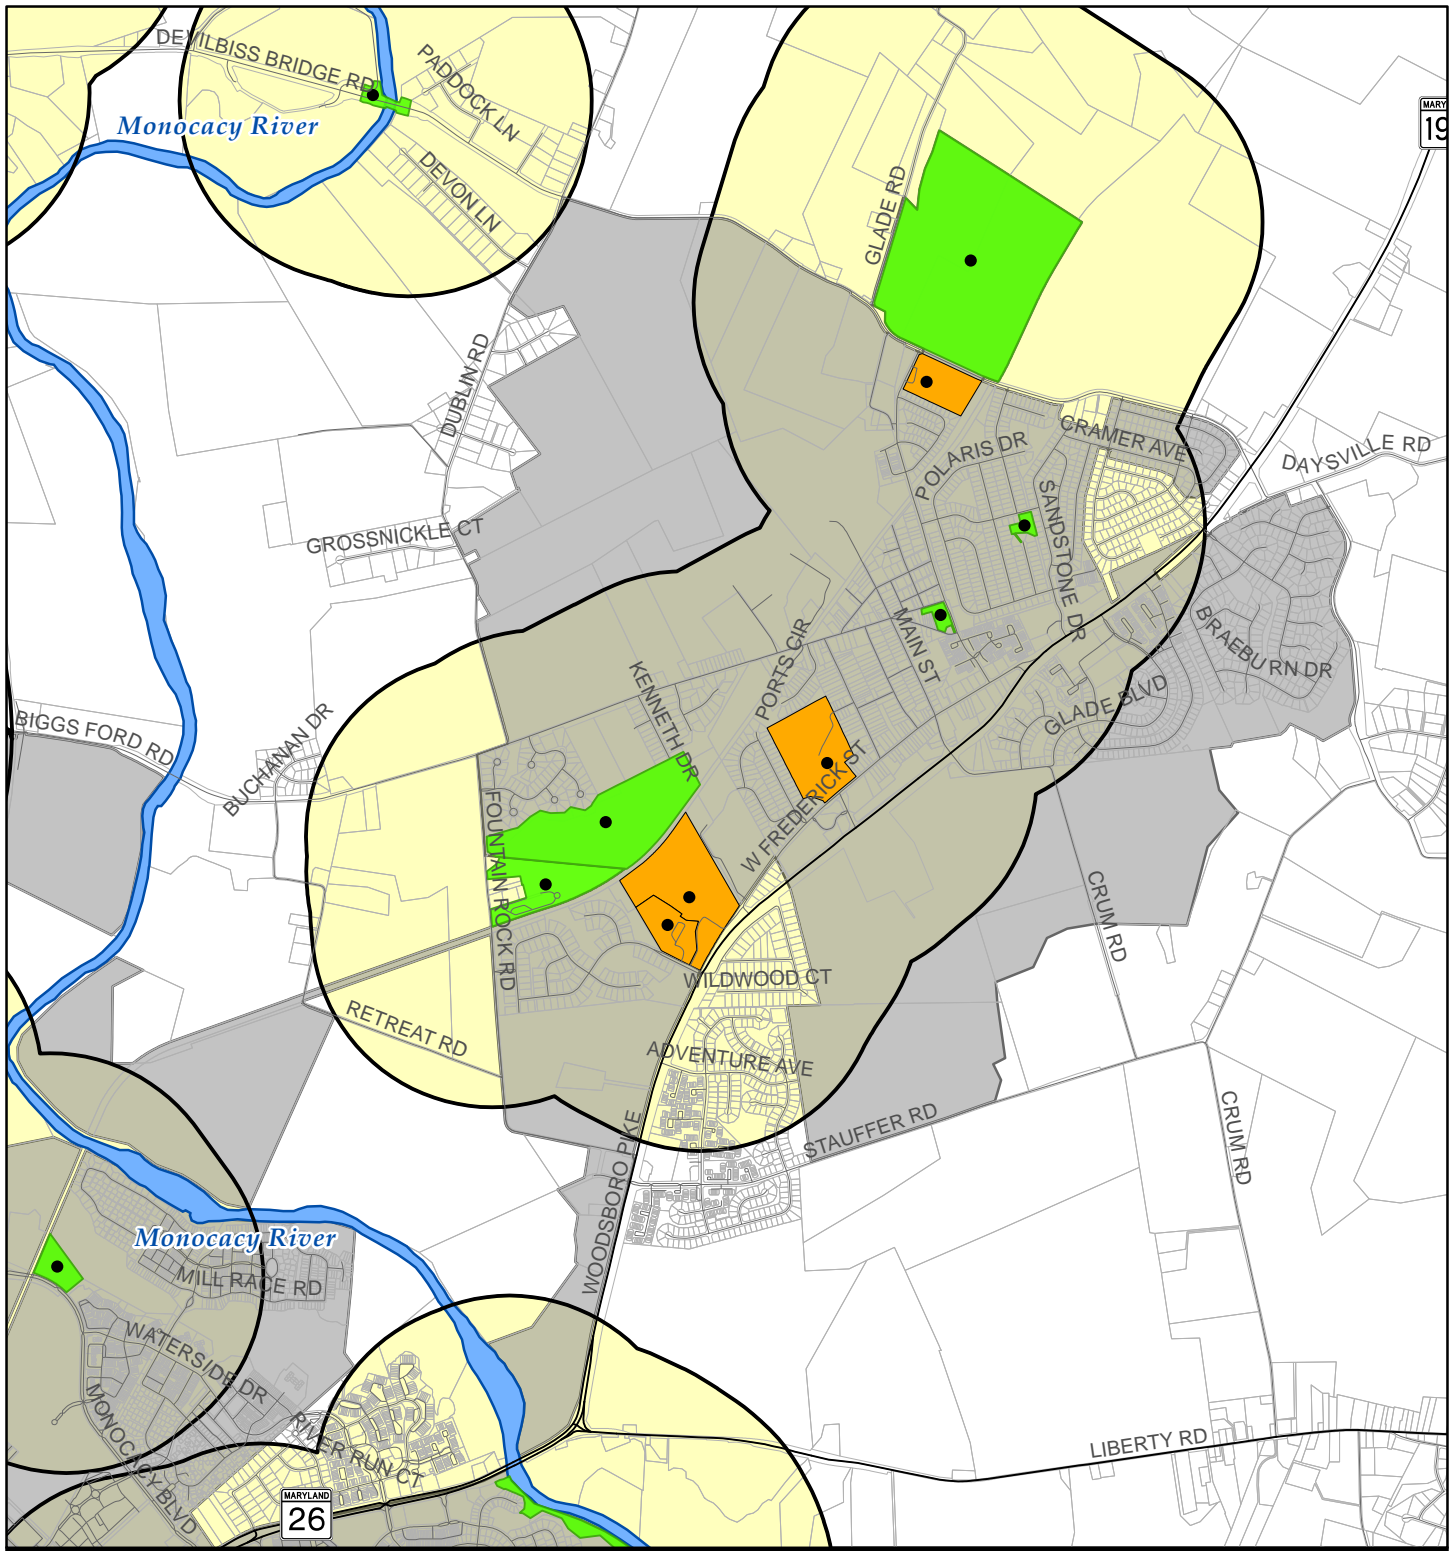 DEVILBISS BRIDGE RD
PADDOCK LN
MARY
19
Monocacy River
DEVON LN
GLADE RD
DUBLIN RD
CRAMER AVE
POLARIS DR
DAYSVILLE RD
SANDSTONE DR
GROSSNICKLE CT
MAIN ST
PORTS CIR
BRAEBURN DR
KENNETH DR
GLADE BLVD
BIGGS FORD RD
BUCHANAN DR
W FREDERICK ST
FOUNTAIN ROCK RD
CRUM RD
WILDWOOD CT
RETREAT RD
ADVENTURE AVE
STAUFFER RD
CRUM RD
WOODSBORO PIKE
Monocacy River
MILL RACE RD
WATERSIDE DR
MONOCACY BLVD
RIVER RUN CT
LIBERTY RD
MARYLAND
26